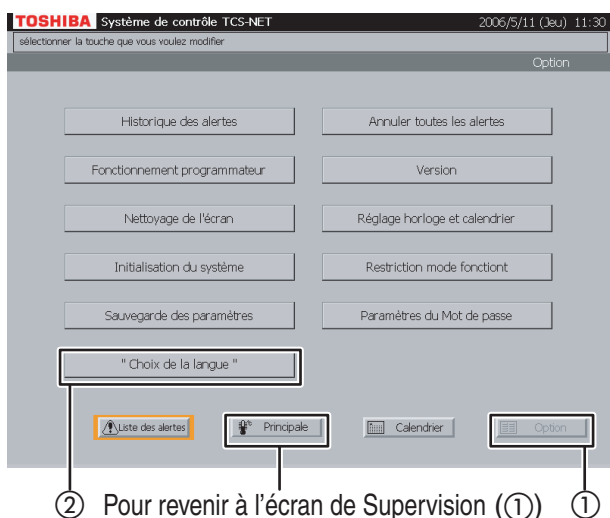 TOSHIBA Système de contrôle TCS-NET 2006/5/11 (Jeu) 11:30
sélectionner la touche que vous voulez modifier
Option
Historique des alertes Annuler toutes les alertes
Fonctionnement programmateur Version
Nettoyage de l'écran Réglage horloge et calendrier
Initialisation du système Restriction mode fonctiont
Sauvegarde des paramètres Paramètres du Mot de passe
" Choix de la langue "
Liste des alertes Principale Calendrier Option
② Pour revenir à l’écran de Supervision (①) ①